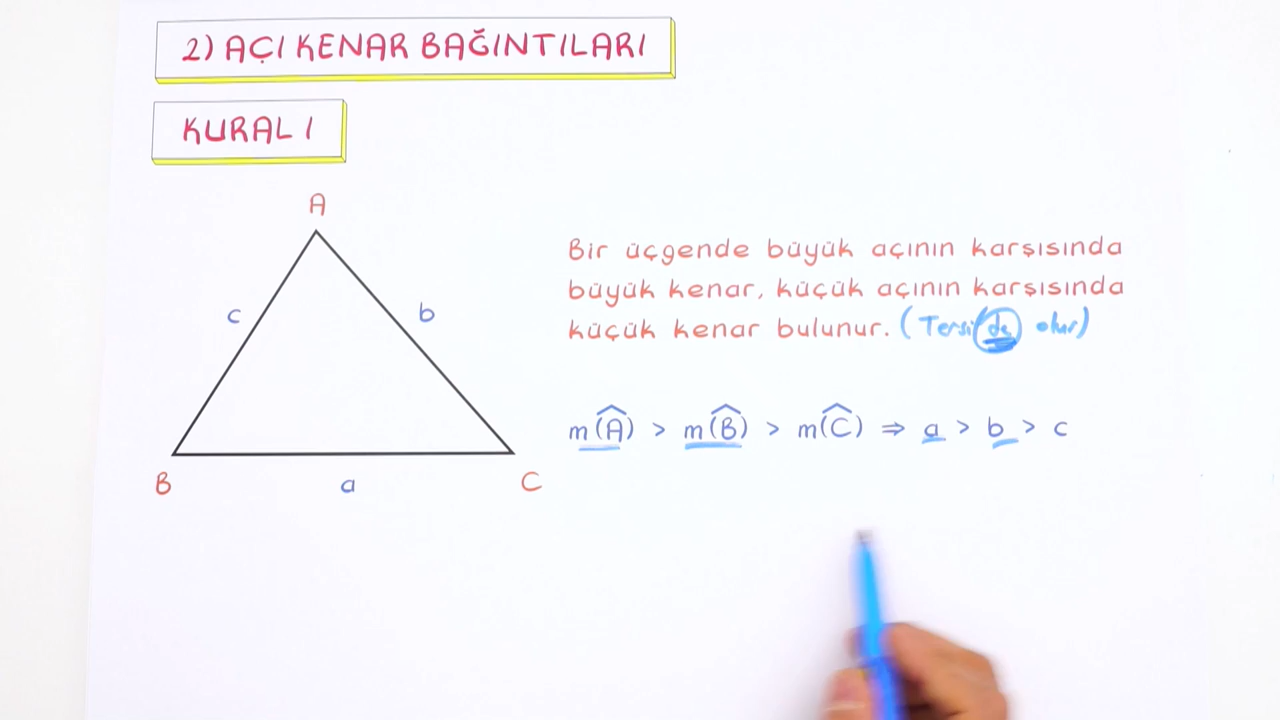 2) AÇI KENAR BAĞINTILARI
KURAL 1
A
c
b
B
a
C
Bir üçgende büyük açının karşısında
büyük kenar, küçük açının karşısında
küçük kenar bulunur. (Tersi de olur)
m(Â) > m(B̂) > m(Ĉ) ⇒ a > b > c